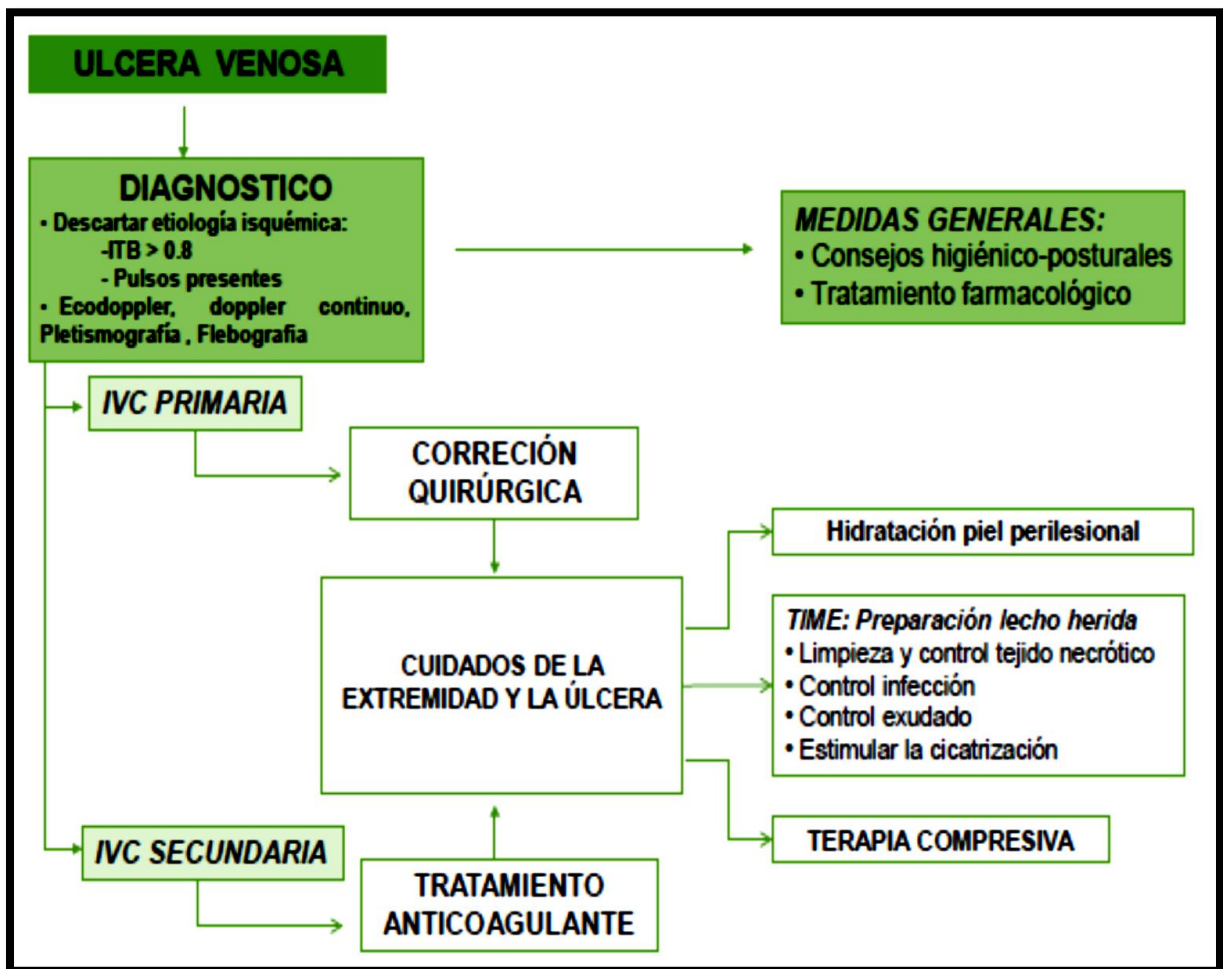 ULCERA VENOSA
DIAGNOSTICO
• Descartar etiología isquémica:
-ITB > 0.8
- Pulsos presentes
• Ecodoppler, doppler continuo,
Pletismografía , Flebografia
MEDIDAS GENERALES:
• Consejos higiénico-posturales
• Tratamiento farmacológico
IVC PRIMARIA
CORRECIÓN
QUIRÚRGICA
Hidratación piel perilesional
TIME: Preparación lecho herida
• Limpieza y control tejido necrótico
• Control infección
• Control exudado
• Estimular la cicatrización
CUIDADOS DE LA
EXTREMIDAD Y LA ÚLCERA
TERAPIA COMPRESIVA
IVC SECUNDARIA
TRATAMIENTO
ANTICOAGULANTE